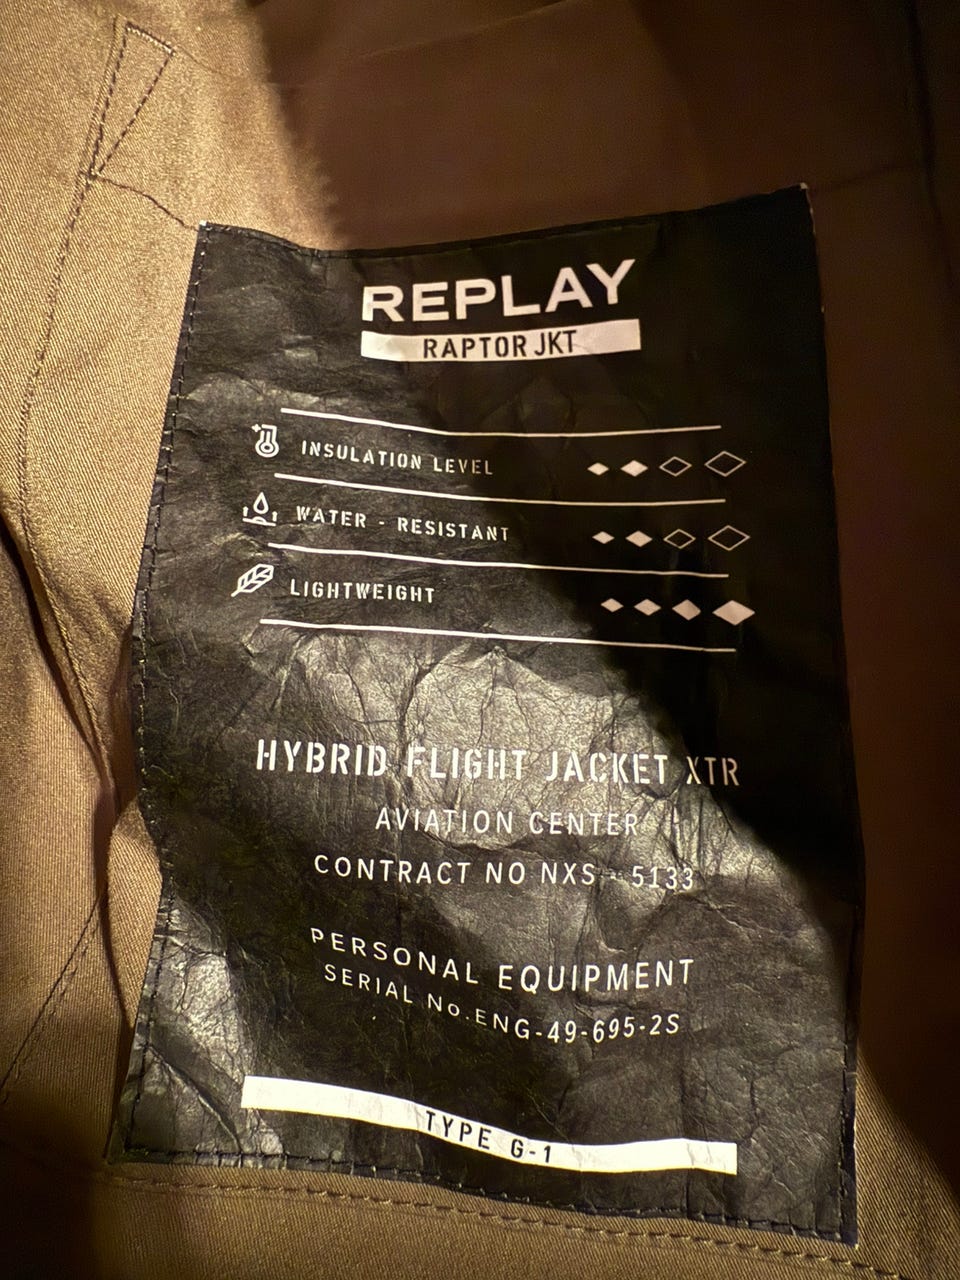 REPLAY
RAPTOR JKT
INSULATION LEVEL
WATER - RESISTANT
LIGHTWEIGHT
HYBRID FLIGHT JACKET XTR
AVIATION CENTER
CONTRACT NO NXS - 5133
PERSONAL EQUIPMENT
SERIAL No.ENG-49-695-2S
TYPE G-1